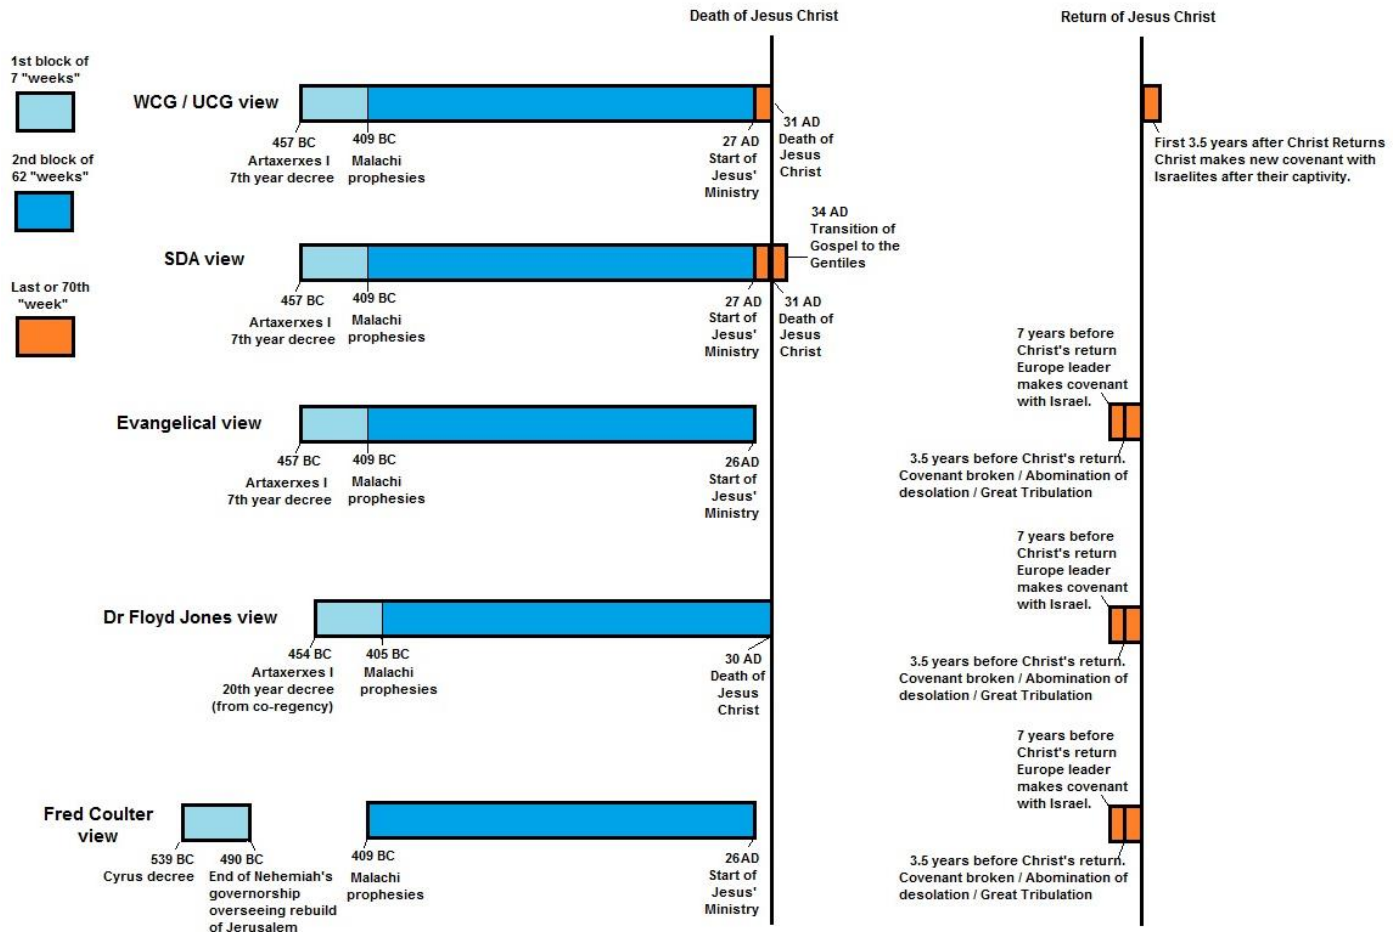 Death of Jesus Christ
Return of Jesus Christ
1st block of
7 "weeks"
2nd block of
62 "weeks"
Last or 70th
"week"
WCG / UCG view
457 BC
Artaxerxes I
7th year decree
409 BC
Malachi
prophesies
27 AD
Start of
Jesus'
Ministry
31 AD
Death of
Jesus
Christ
First 3.5 years after Christ Returns
Christ makes new covenant with
Israelites after their captivity.
SDA view
457 BC
Artaxerxes I
7th year decree
409 BC
Malachi
prophesies
27 AD
Start of
Jesus'
Ministry
31 AD
Death of
Jesus
Christ
34 AD
Transition of
Gospel to the
Gentiles
Evangelical view
457 BC
Artaxerxes I
7th year decree
409 BC
Malachi
prophesies
26AD
Start of
Jesus'
Ministry
7 years before
Christ's return
Europe leader
makes covenant
with Israel.
3.5 years before Christ's return.
Covenant broken / Abomination of
desolation / Great Tribulation
Dr Floyd Jones view
454 BC
Artaxerxes I
20th year decree
(from co-regency)
405 BC
Malachi
prophesies
30 AD
Death of
Jesus
Christ
7 years before
Christ's return
Europe leader
makes covenant
with Israel.
3.5 years before Christ's return.
Covenant broken / Abomination of
desolation / Great Tribulation
Fred Coulter
view
539 BC
Cyrus decree
490 BC
End of Nehemiah's
governorship
overseeing rebuild
of Jerusalem
409 BC
Malachi
prophesies
26AD
Start of
Jesus'
Ministry
7 years before
Christ's return
Europe leader
makes covenant
with Israel.
3.5 years before Christ's return.
Covenant broken / Abomination of
desolation / Great Tribulation